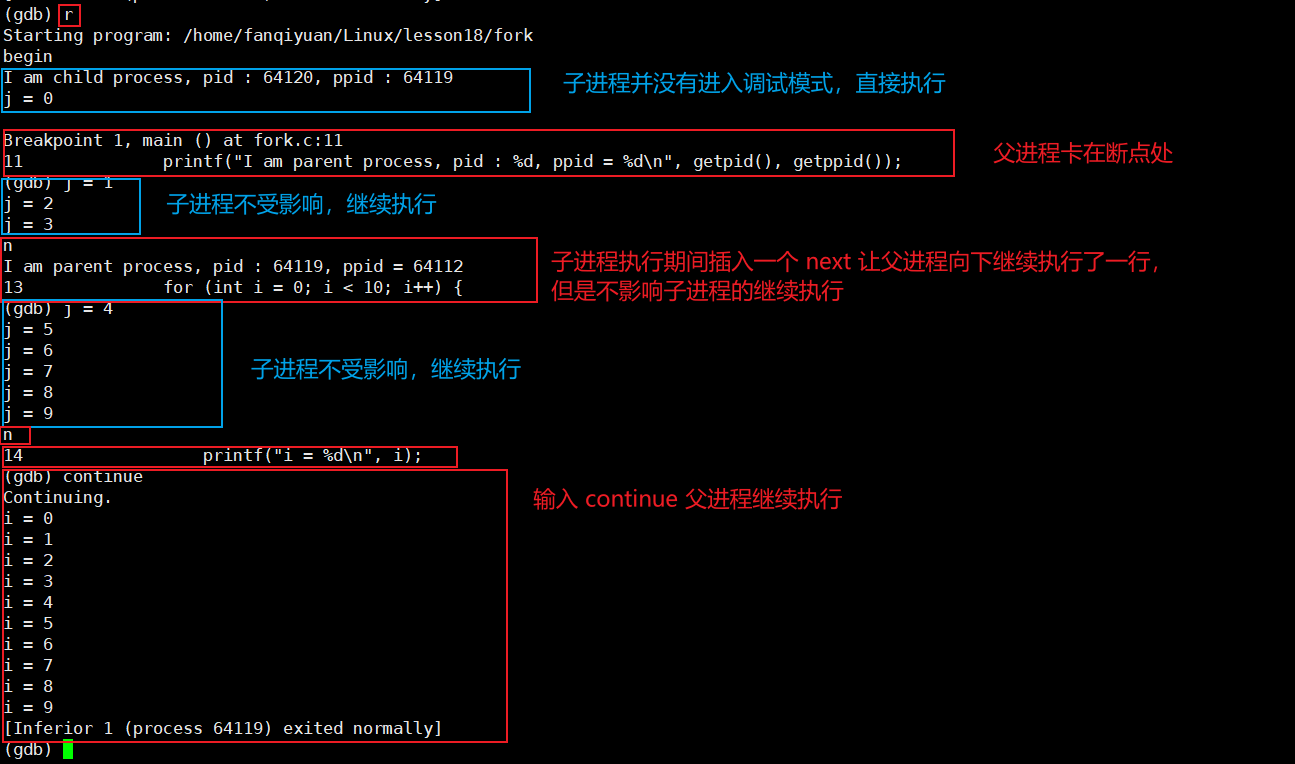 (gdb) r
Starting program: /home/fanqiyuan/Linux/lesson18/fork
begin
I am child process, pid : 64120, ppid : 64119
j = 0
子进程并没有进入调试模式，直接执行
Breakpoint 1, main () at fork.c:11
11              printf("I am parent process, pid : %d, ppid = %d\n", getpid(), getppid());
父进程卡在断点处
(gdb) j = 1
j = 2
j = 3
子进程不受影响，继续执行
n
I am parent process, pid : 64119, ppid = 64112
13              for (int i = 0; i < 10; i++) {
子进程执行期间插入一个 next 让父进程向下继续执行了一行，
但是不影响子进程的继续执行
(gdb) j = 4
j = 5
j = 6
j = 7
j = 8
j = 9
子进程不受影响，继续执行
n
14                  printf("i = %d\n", i);
(gdb) continue
Continuing.
i = 0
i = 1
i = 2
i = 3
i = 4
i = 5
i = 6
i = 7
i = 8
i = 9
[Inferior 1 (process 64119) exited normally]
输入 continue 父进程继续执行
(gdb)